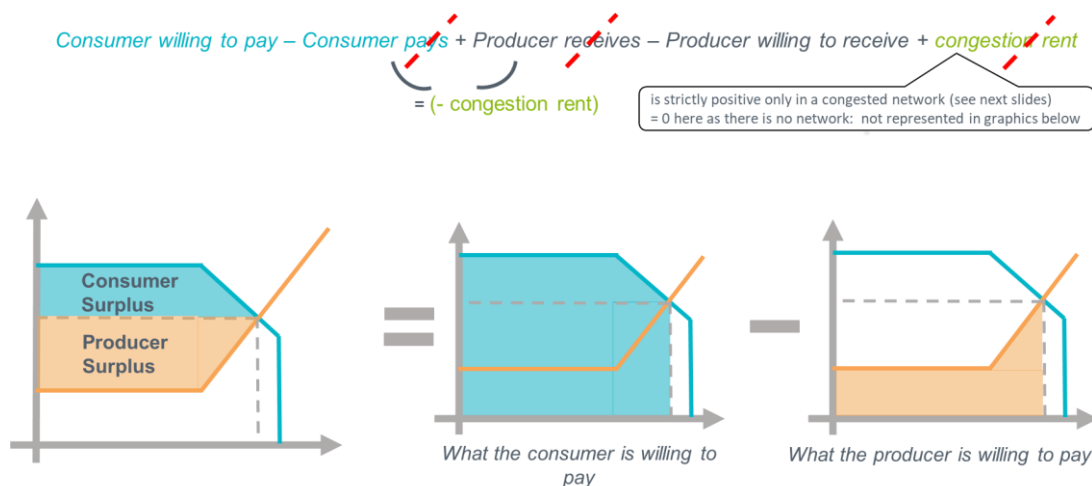 Consumer willing to pay – Consumer pays + Producer receives – Producer willing to receive + congestion rent
= (- congestion rent)
is strictly positive only in a congested network (see next slides)
= 0 here as there is no network: not represented in graphics below
Consumer
Surplus
Producer
Surplus
What the consumer is willing to
pay
What the producer is willing to pay